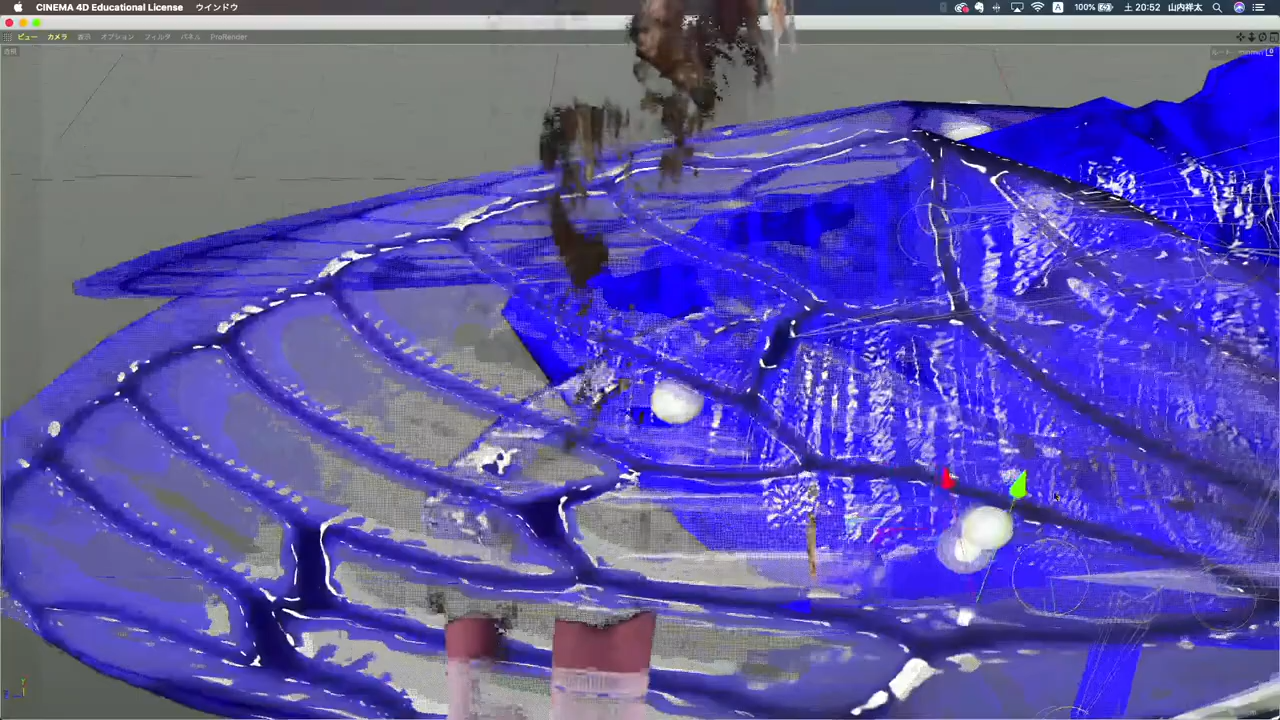 CINEMA 4D Educational License ウインドウ
100% 土 20:52 山内祥太
ビュー カメラ 表示 オプション フィルタ パネル ProRender
透視